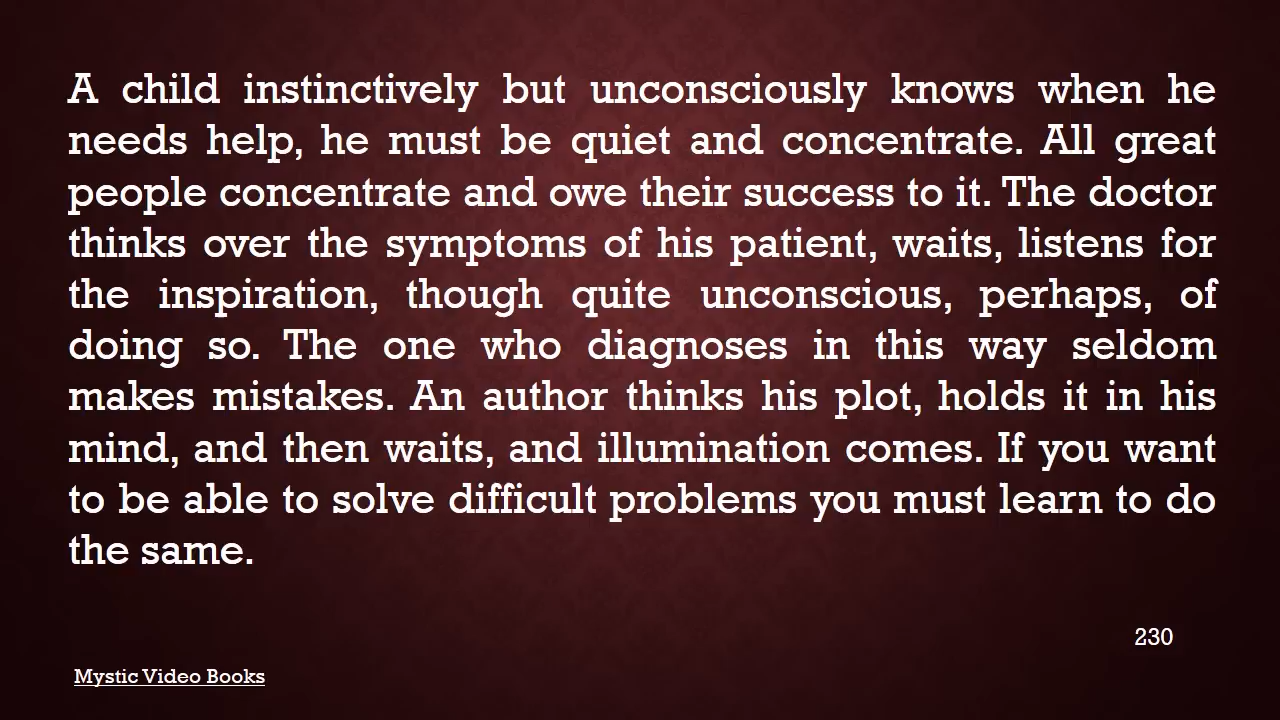 A child instinctively but unconsciously knows when he
needs help, he must be quiet and concentrate. All great
people concentrate and owe their success to it. The doctor
thinks over the symptoms of his patient, waits, listens for
the inspiration, though quite unconscious, perhaps, of
doing so. The one who diagnoses in this way seldom
makes mistakes. An author thinks his plot, holds it in his
mind, and then waits, and illumination comes. If you want
to be able to solve difficult problems you must learn to do
the same.
230
Mystic Video Books